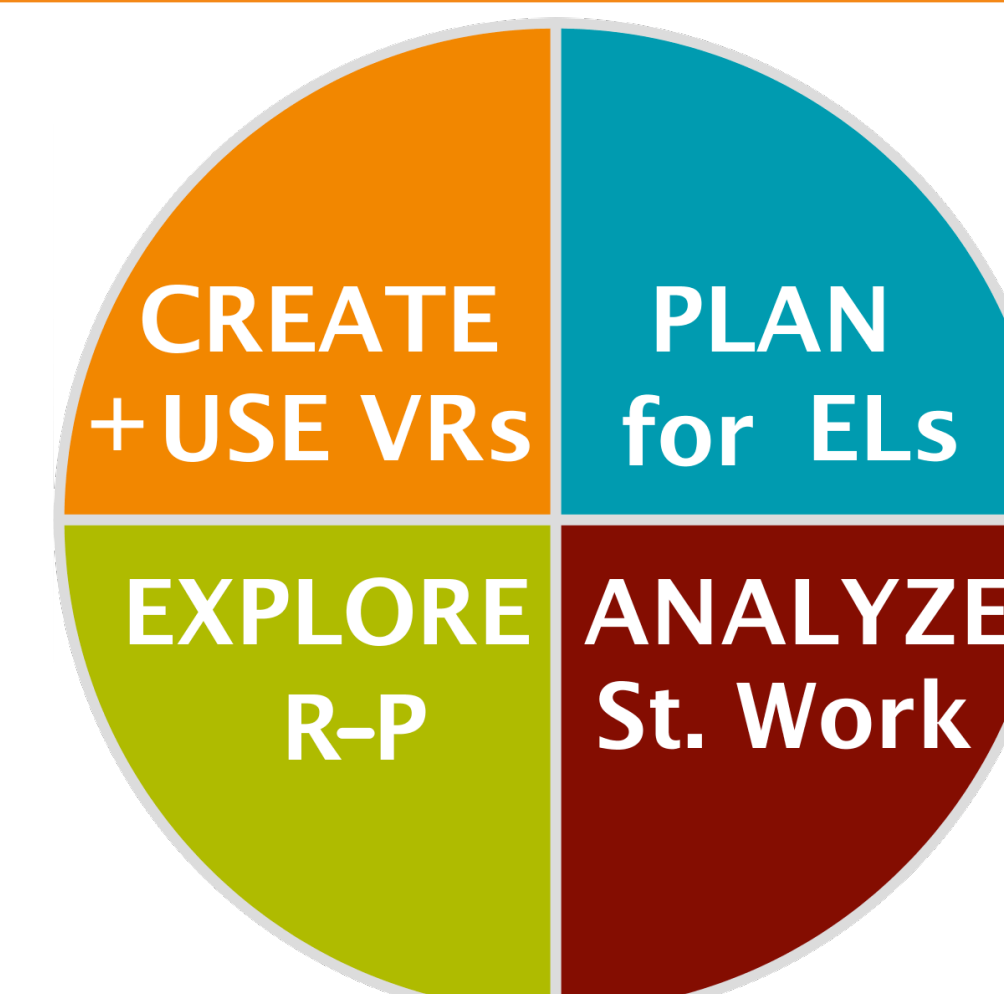 CREATE
+ USE VRs
PLAN
for ELs
EXPLORE
R-P
ANALYZE
St. Work